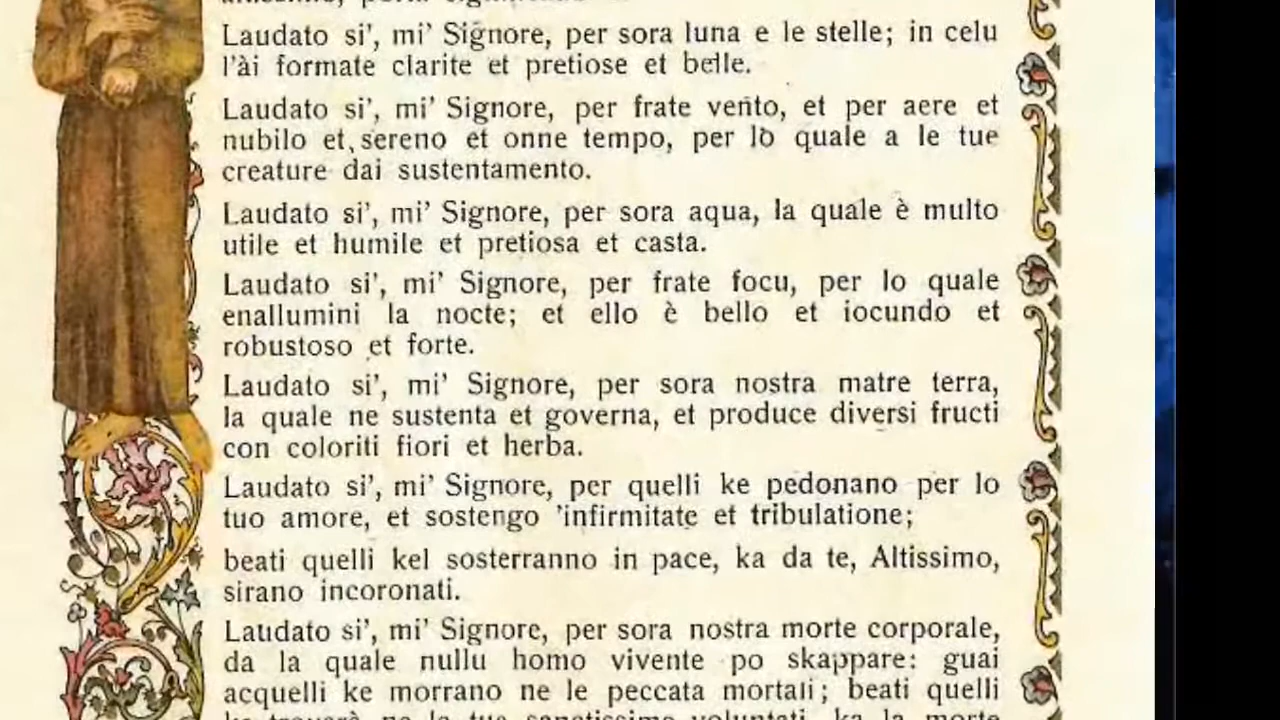 Laudato si', mi' Signore, per sora luna e le stelle; in celu
l'ài formate clarite et pretiose et belle.
Laudato si', mi' Signore, per frate vento, et per aere et
nubilo et sereno et onne tempo, per lo quale a le tue
creature dai sustentamento.
Laudato si', mi' Signore, per sora aqua, la quale è multo
utile et humile et pretiosa et casta.
Laudato si', mi' Signore, per frate focu, per lo quale
enallumini la nocte; et ello è bello et iocundo et
robustoso et forte.
Laudato si', mi' Signore, per sora nostra matre terra,
la quale ne sustenta et governa, et produce diversi fructi
con coloriti fiori et herba.
Laudato si', mi' Signore, per quelli ke pedonano per lo
tuo amore, et sostengo 'infirmitate et tribulatione;
beati quelli kel sosterranno in pace, ka da te, Altissimo,
sirano incoronati.
Laudato si', mi' Signore, per sora nostra morte corporale,
da la quale nullu homo vivente po skappare: guai
acquelli ke morrano ne le peccata mortali; beati quelli